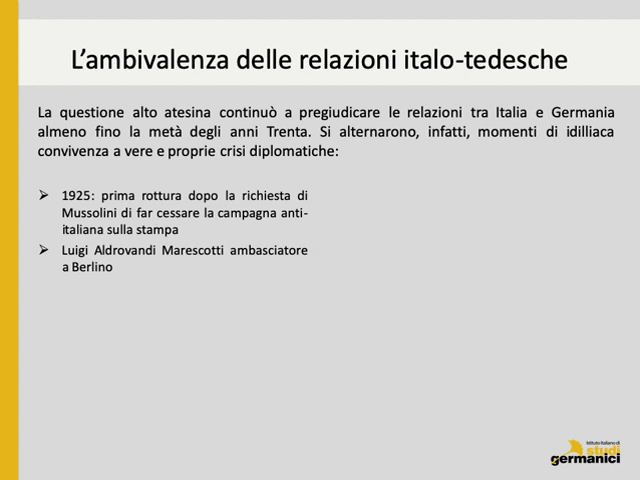 L'ambivalenza delle relazioni italo-tedesche
La questione alto atesina continuò a pregiudicare le relazioni tra Italia e Germania
almeno fino la metà degli anni Trenta. Si alternarono, infatti, momenti di idilliaca
convivenza a vere e proprie crisi diplomatiche:
➢ 1925: prima rottura dopo la richiesta di
Mussolini di far cessare la campagna anti-
italiana sulla stampa
➢ Luigi Aldrovandi Marescotti ambasciatore
a Berlino
Istituto Italiano di
studi
germanici